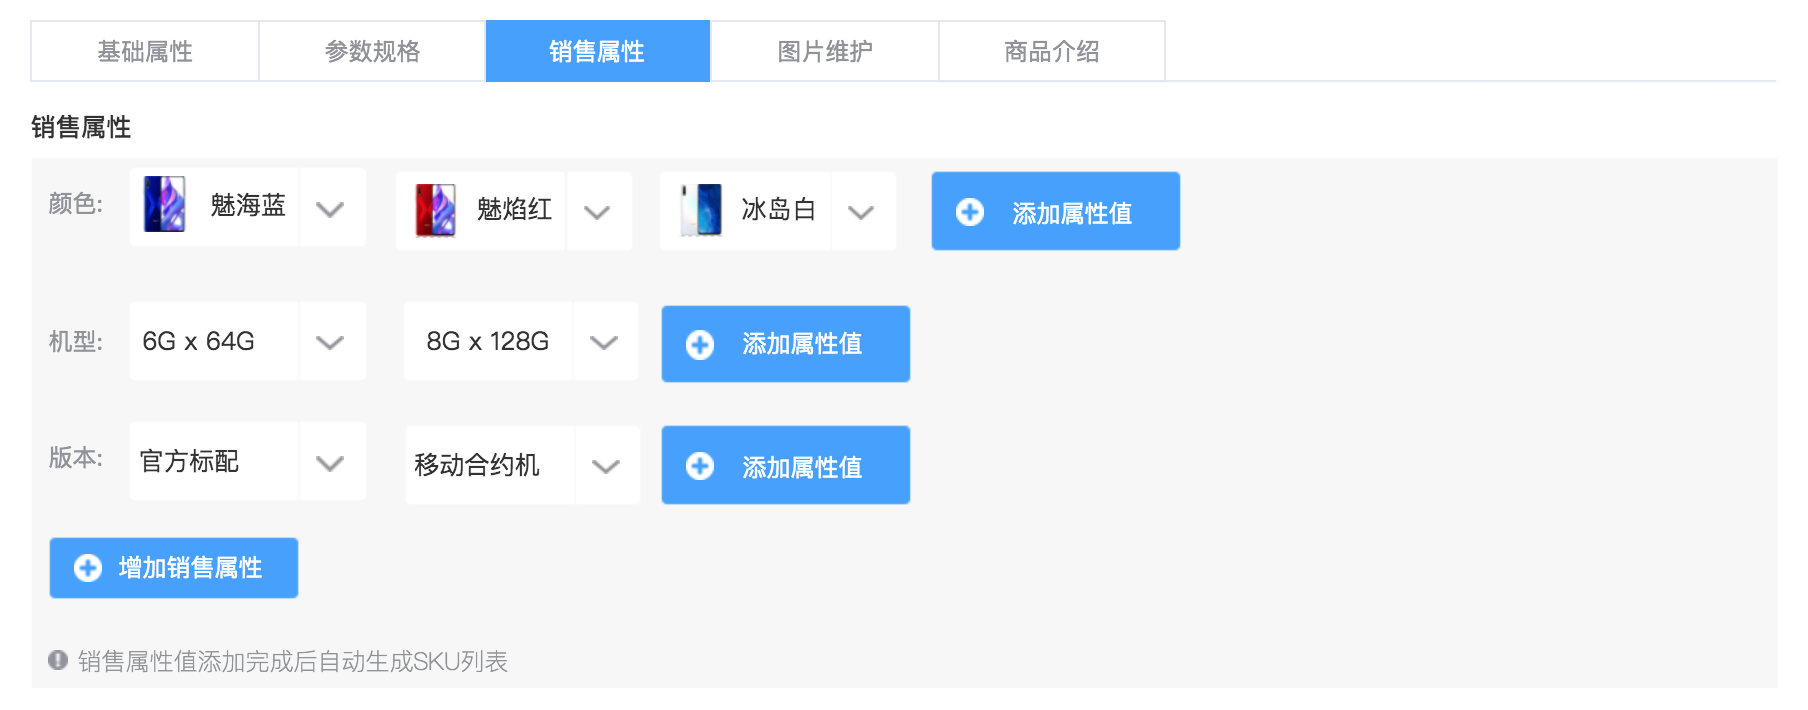 基础属性 参数规格 销售属性 图片维护 商品介绍
销售属性
颜色: 魅海蓝 魅焰红 冰岛白 添加属性值
机型: 6G x 64G 8G x 128G 添加属性值
版本: 官方标配 移动合约机 添加属性值
增加销售属性
销售属性值添加完成后自动生成SKU列表